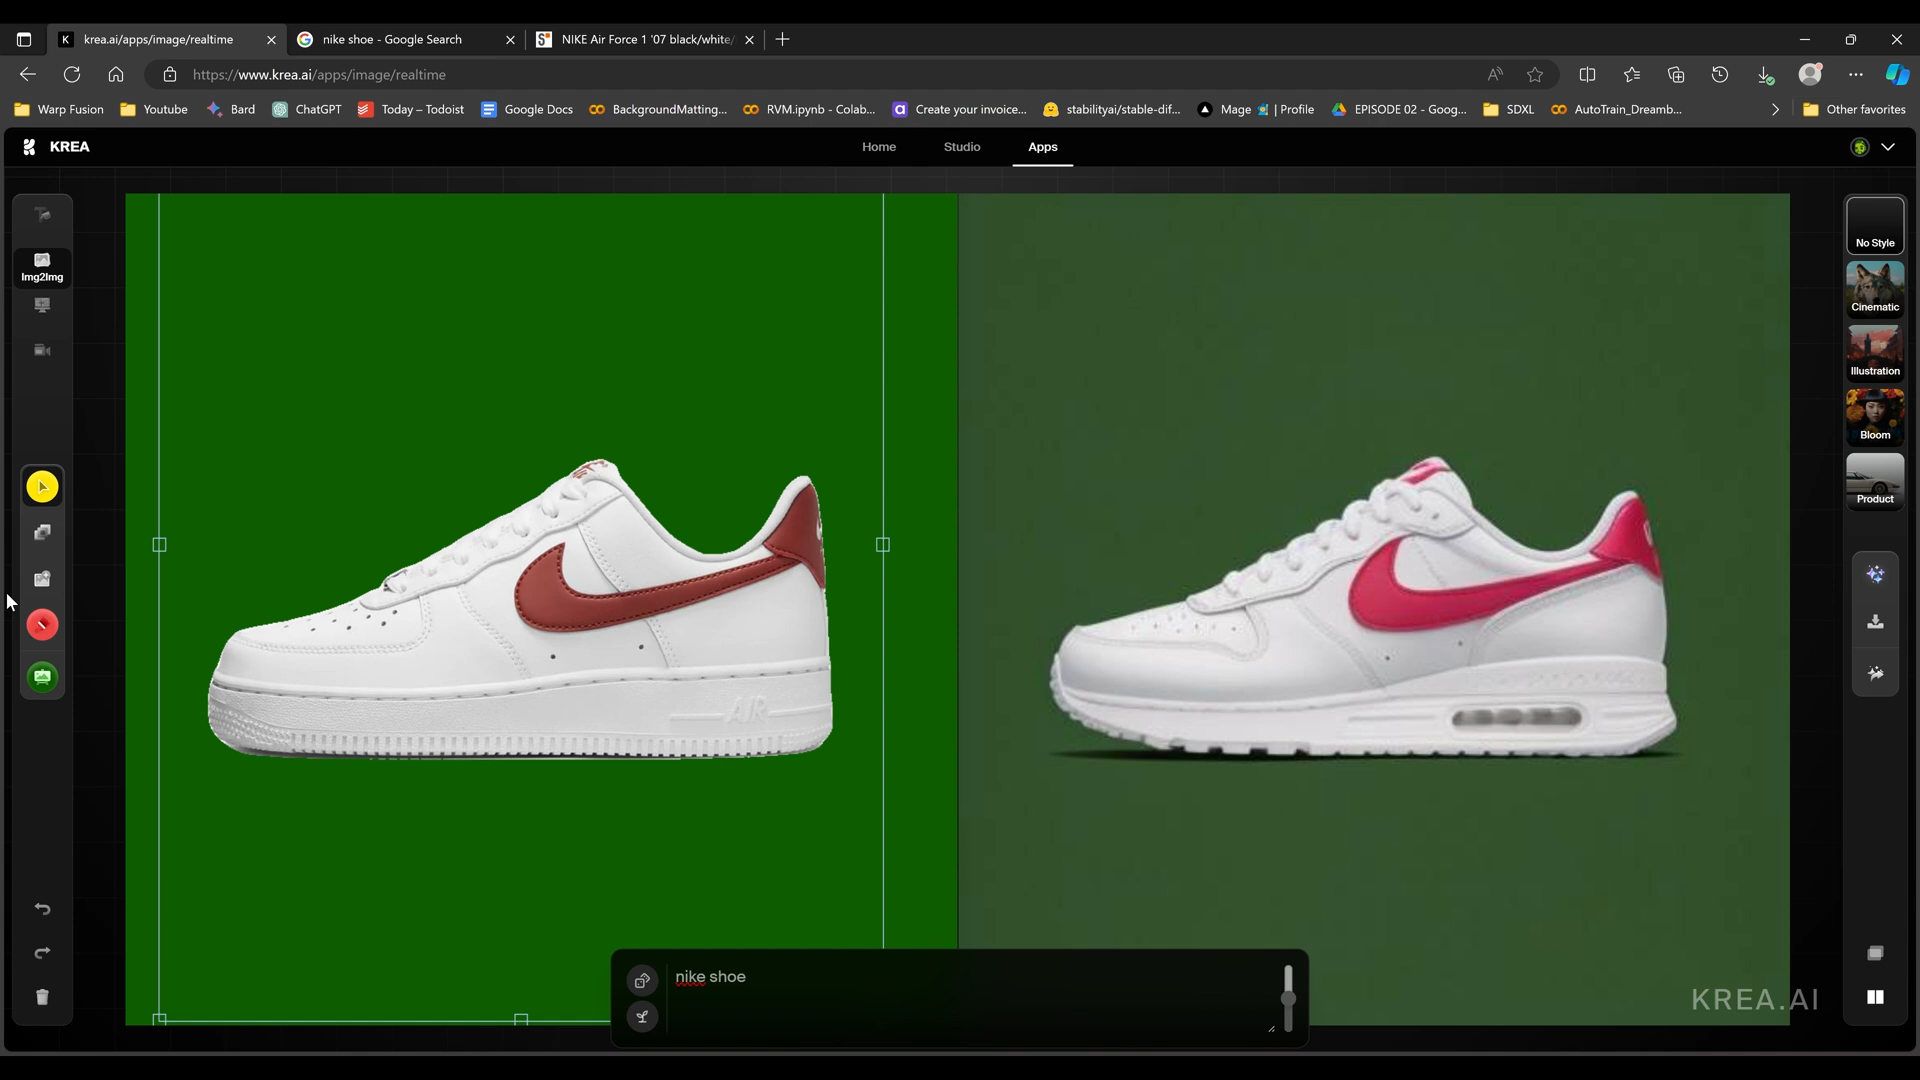 krea.ai/apps/image/realtime
nike shoe - Google Search
NIKE Air Force 1 '07 black/white/
https://www.krea.ai/apps/image/realtime
Warp Fusion
Youtube
Bard
ChatGPT
Today – Todoist
Google Docs
BackgroundMatting...
RVM.ipynb - Colab...
Create your invoice...
stabilityai/stable-dif...
Mage | Profile
EPISODE 02 - Goog...
SDXL
AutoTrain_Dreamb...
Other favorites
KREA
Home
Studio
Apps
Img2Img
No Style
Cinematic
Illustration
Bloom
Product
AIR
nike shoe
KREA.AI